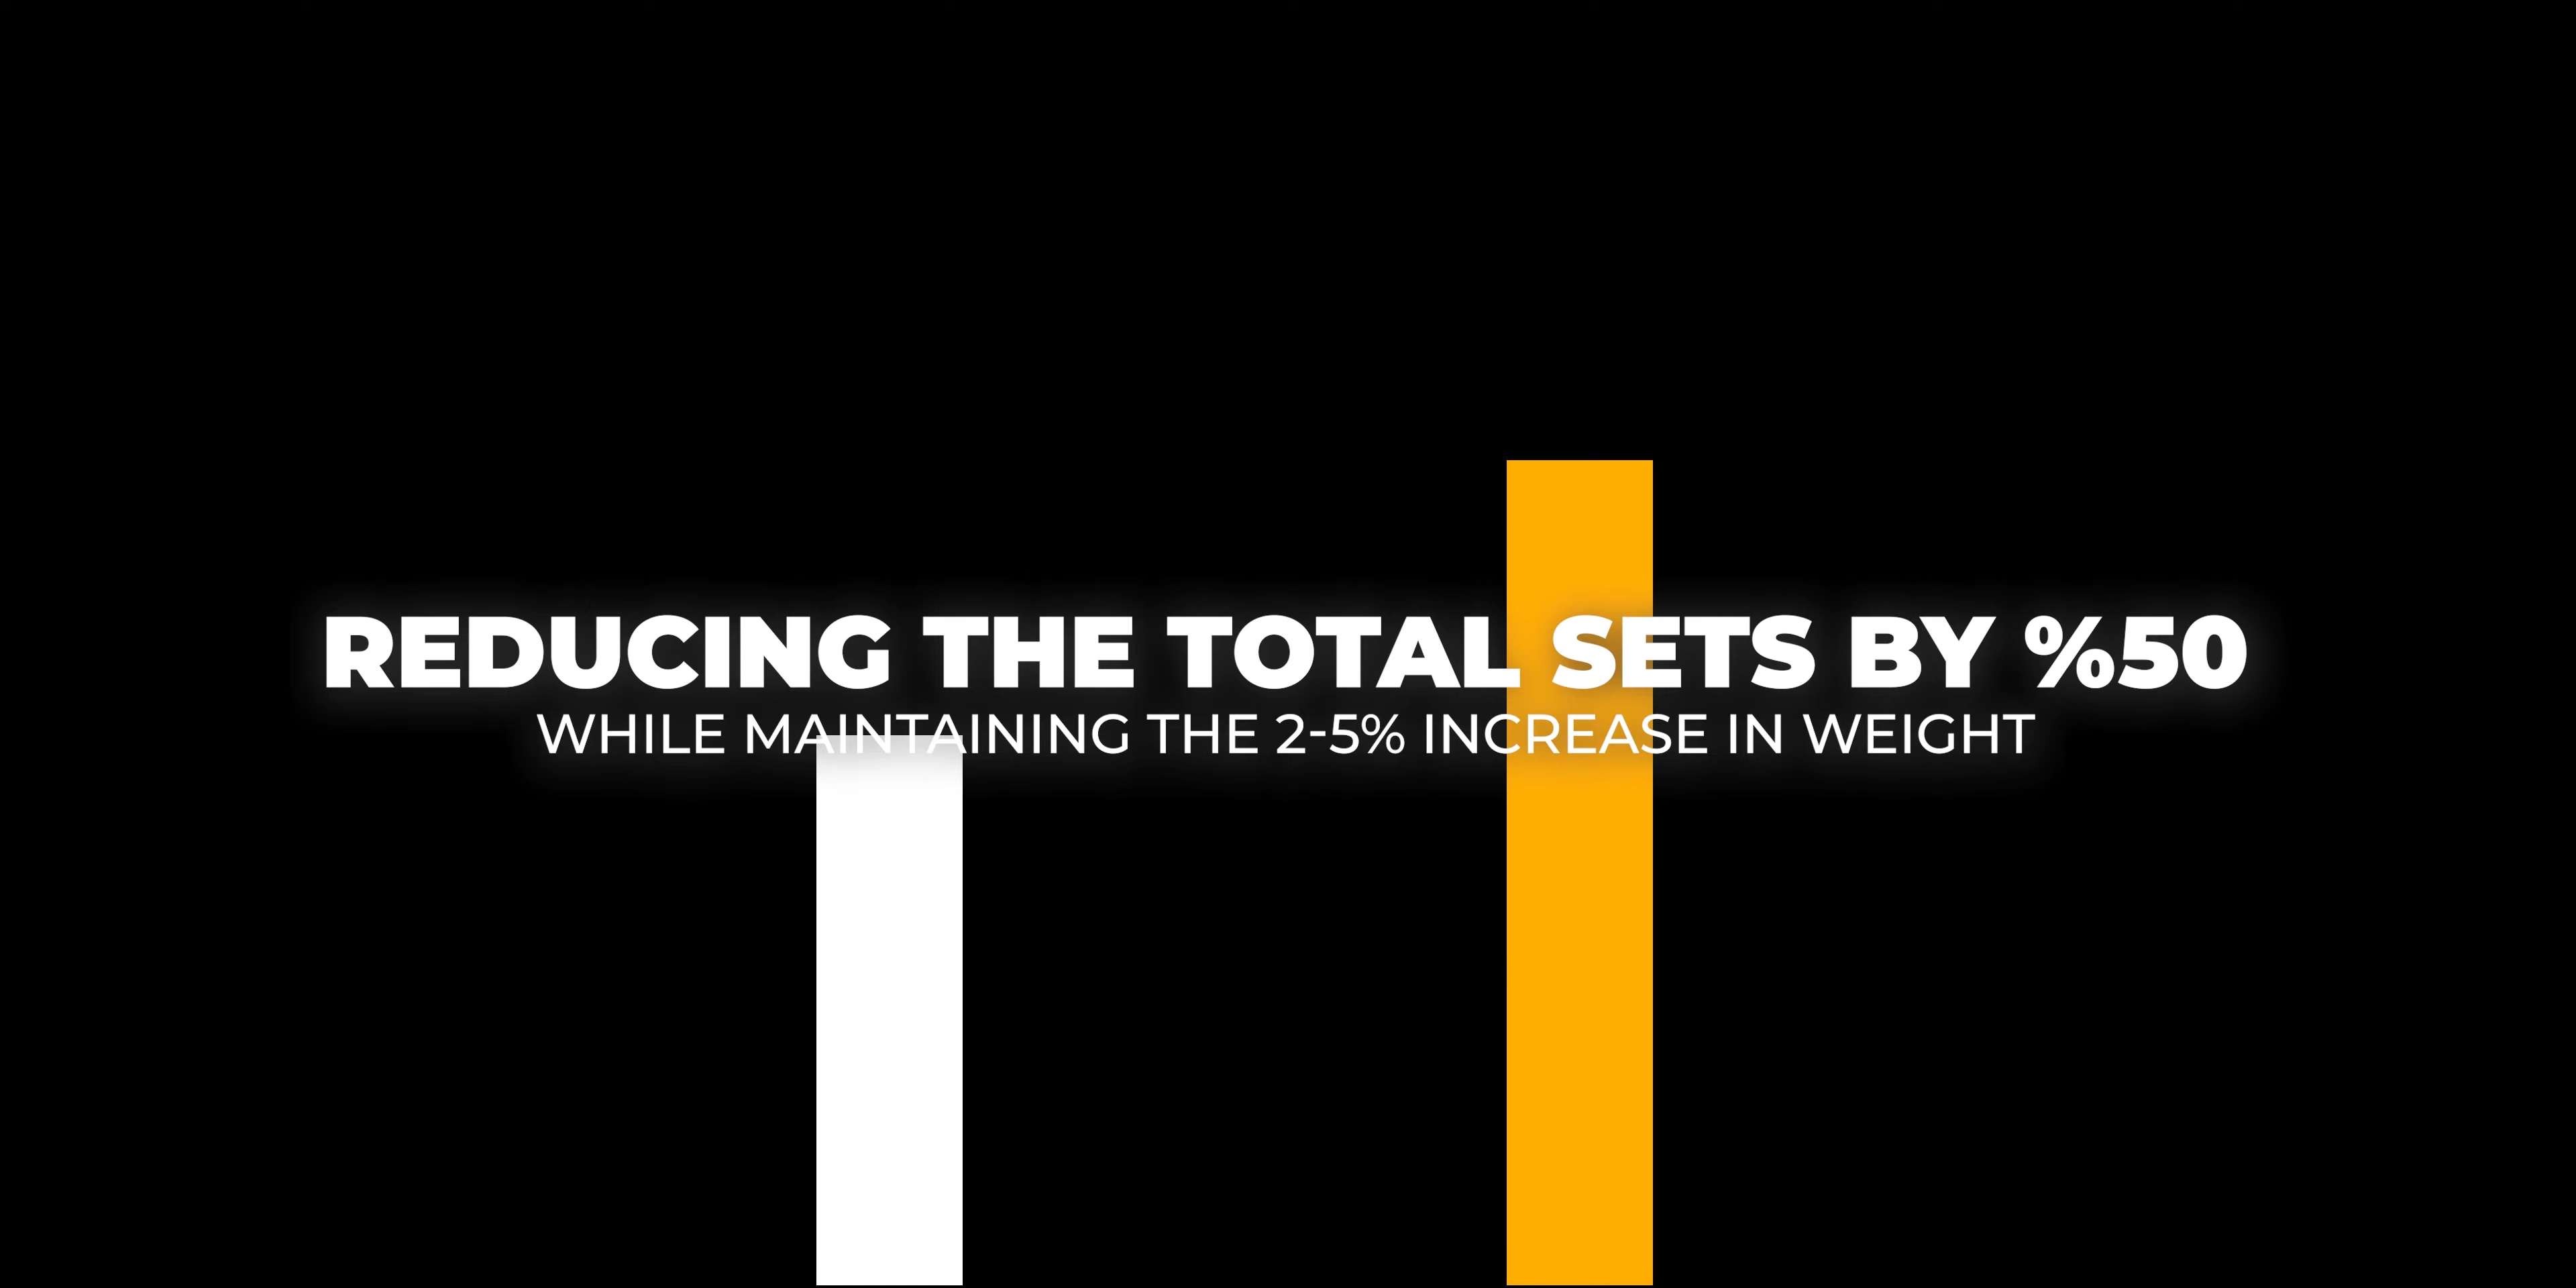 REDUCING THE TOTAL SETS BY %50
WHILE MAINTAINING THE 2-5% INCREASE IN WEIGHT